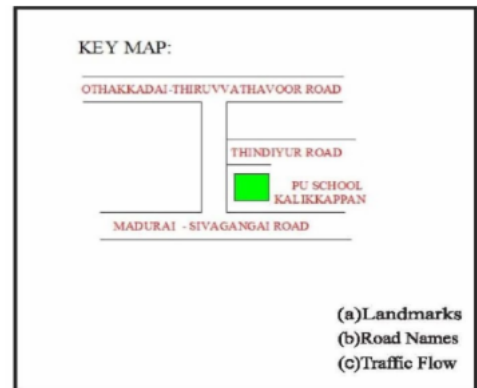 KEY MAP:
OTHAKKADAI-THIRUVVATHAVOOR ROAD
THINDIYUR ROAD
PU SCHOOL
KALIKKAPPAN
MADURAI - SIVAGANGAI ROAD
(a)Landmarks
(b)Road Names
(c)Traffic Flow